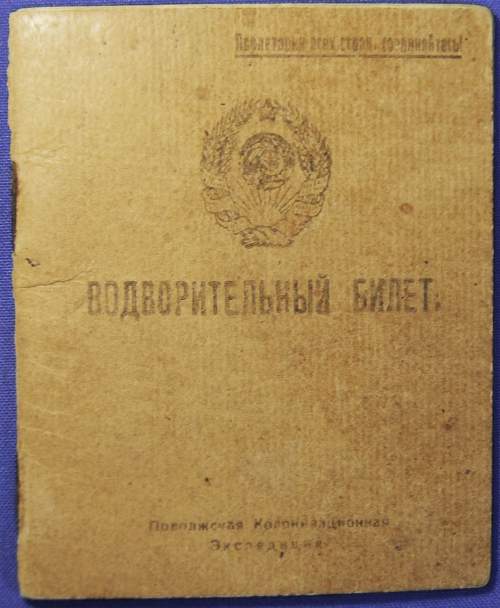 Пролетарии всех стран, соединяйтесь!
ВОДВОРИТЕЛЬНЫЙ БИЛЕТ.
Поволжская Колонизационная
Экспедиция